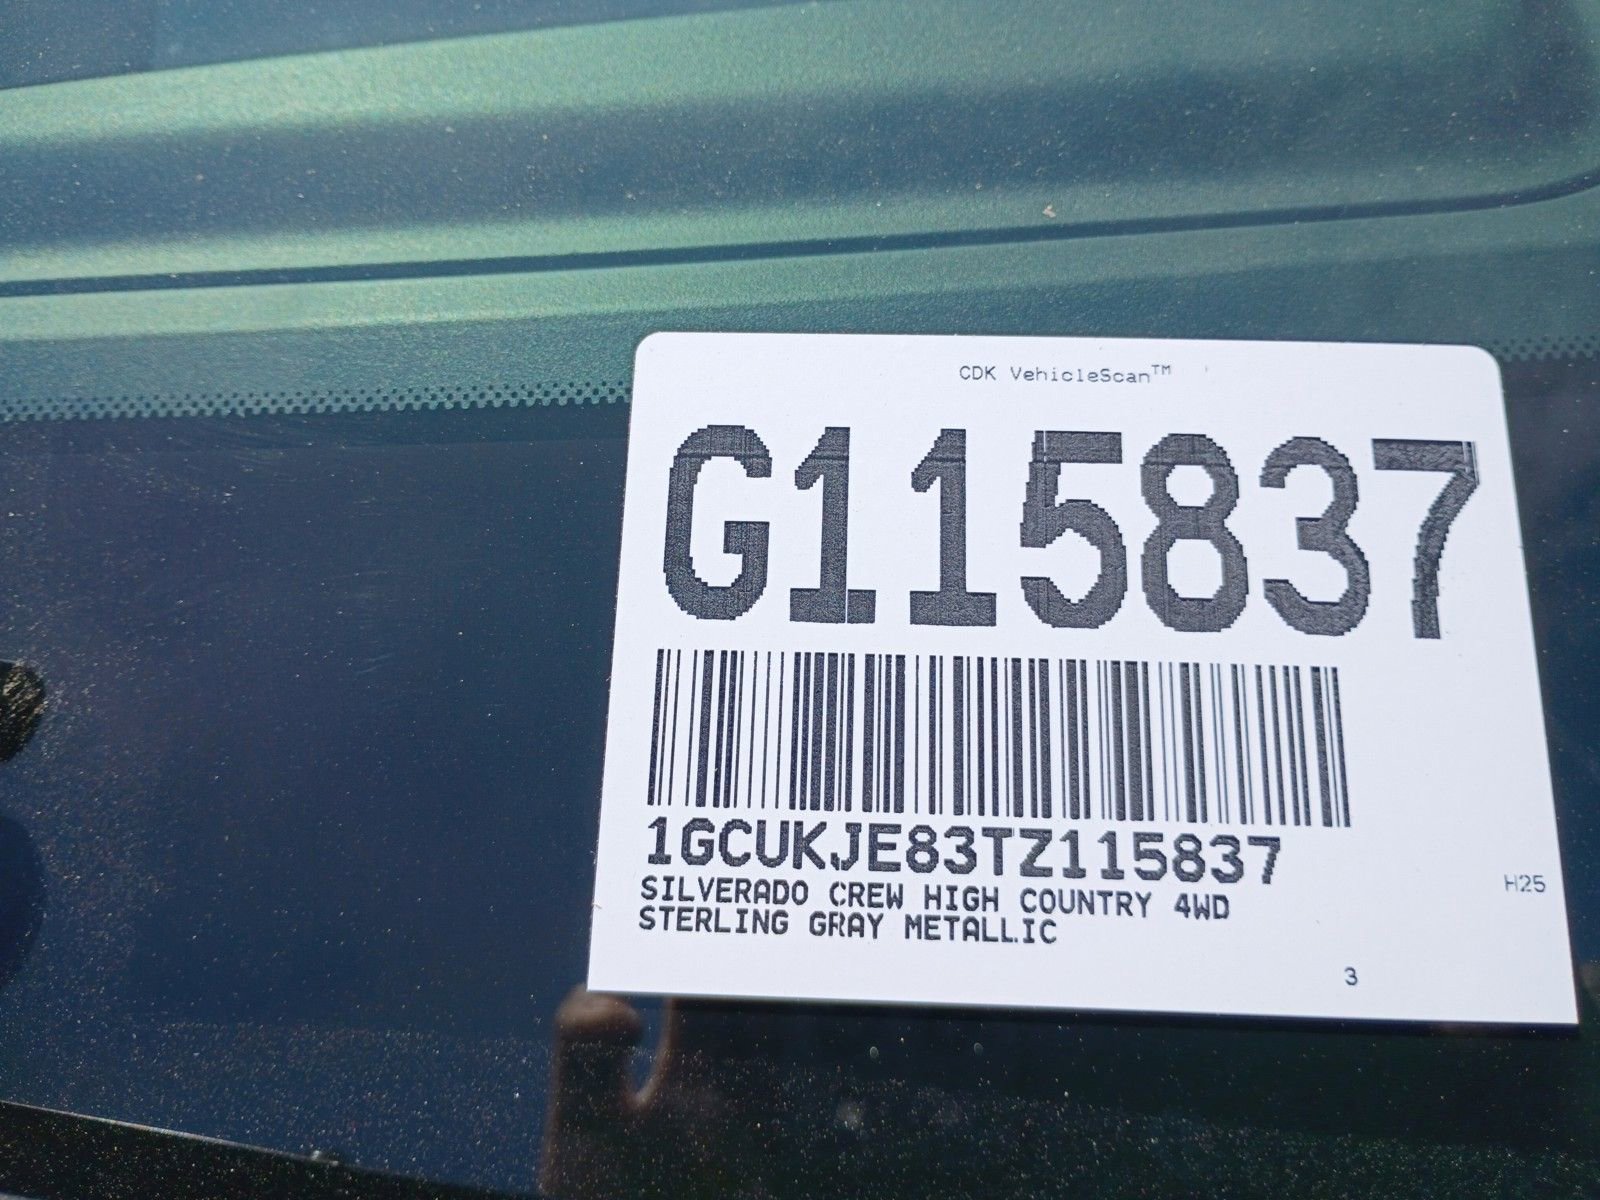 CDK VehicleScan™
G115837
1GCUKJE83TZ115837
SILVERADO CREW HIGH COUNTRY 4WD
STERLING GRAY METALLIC
H25
3